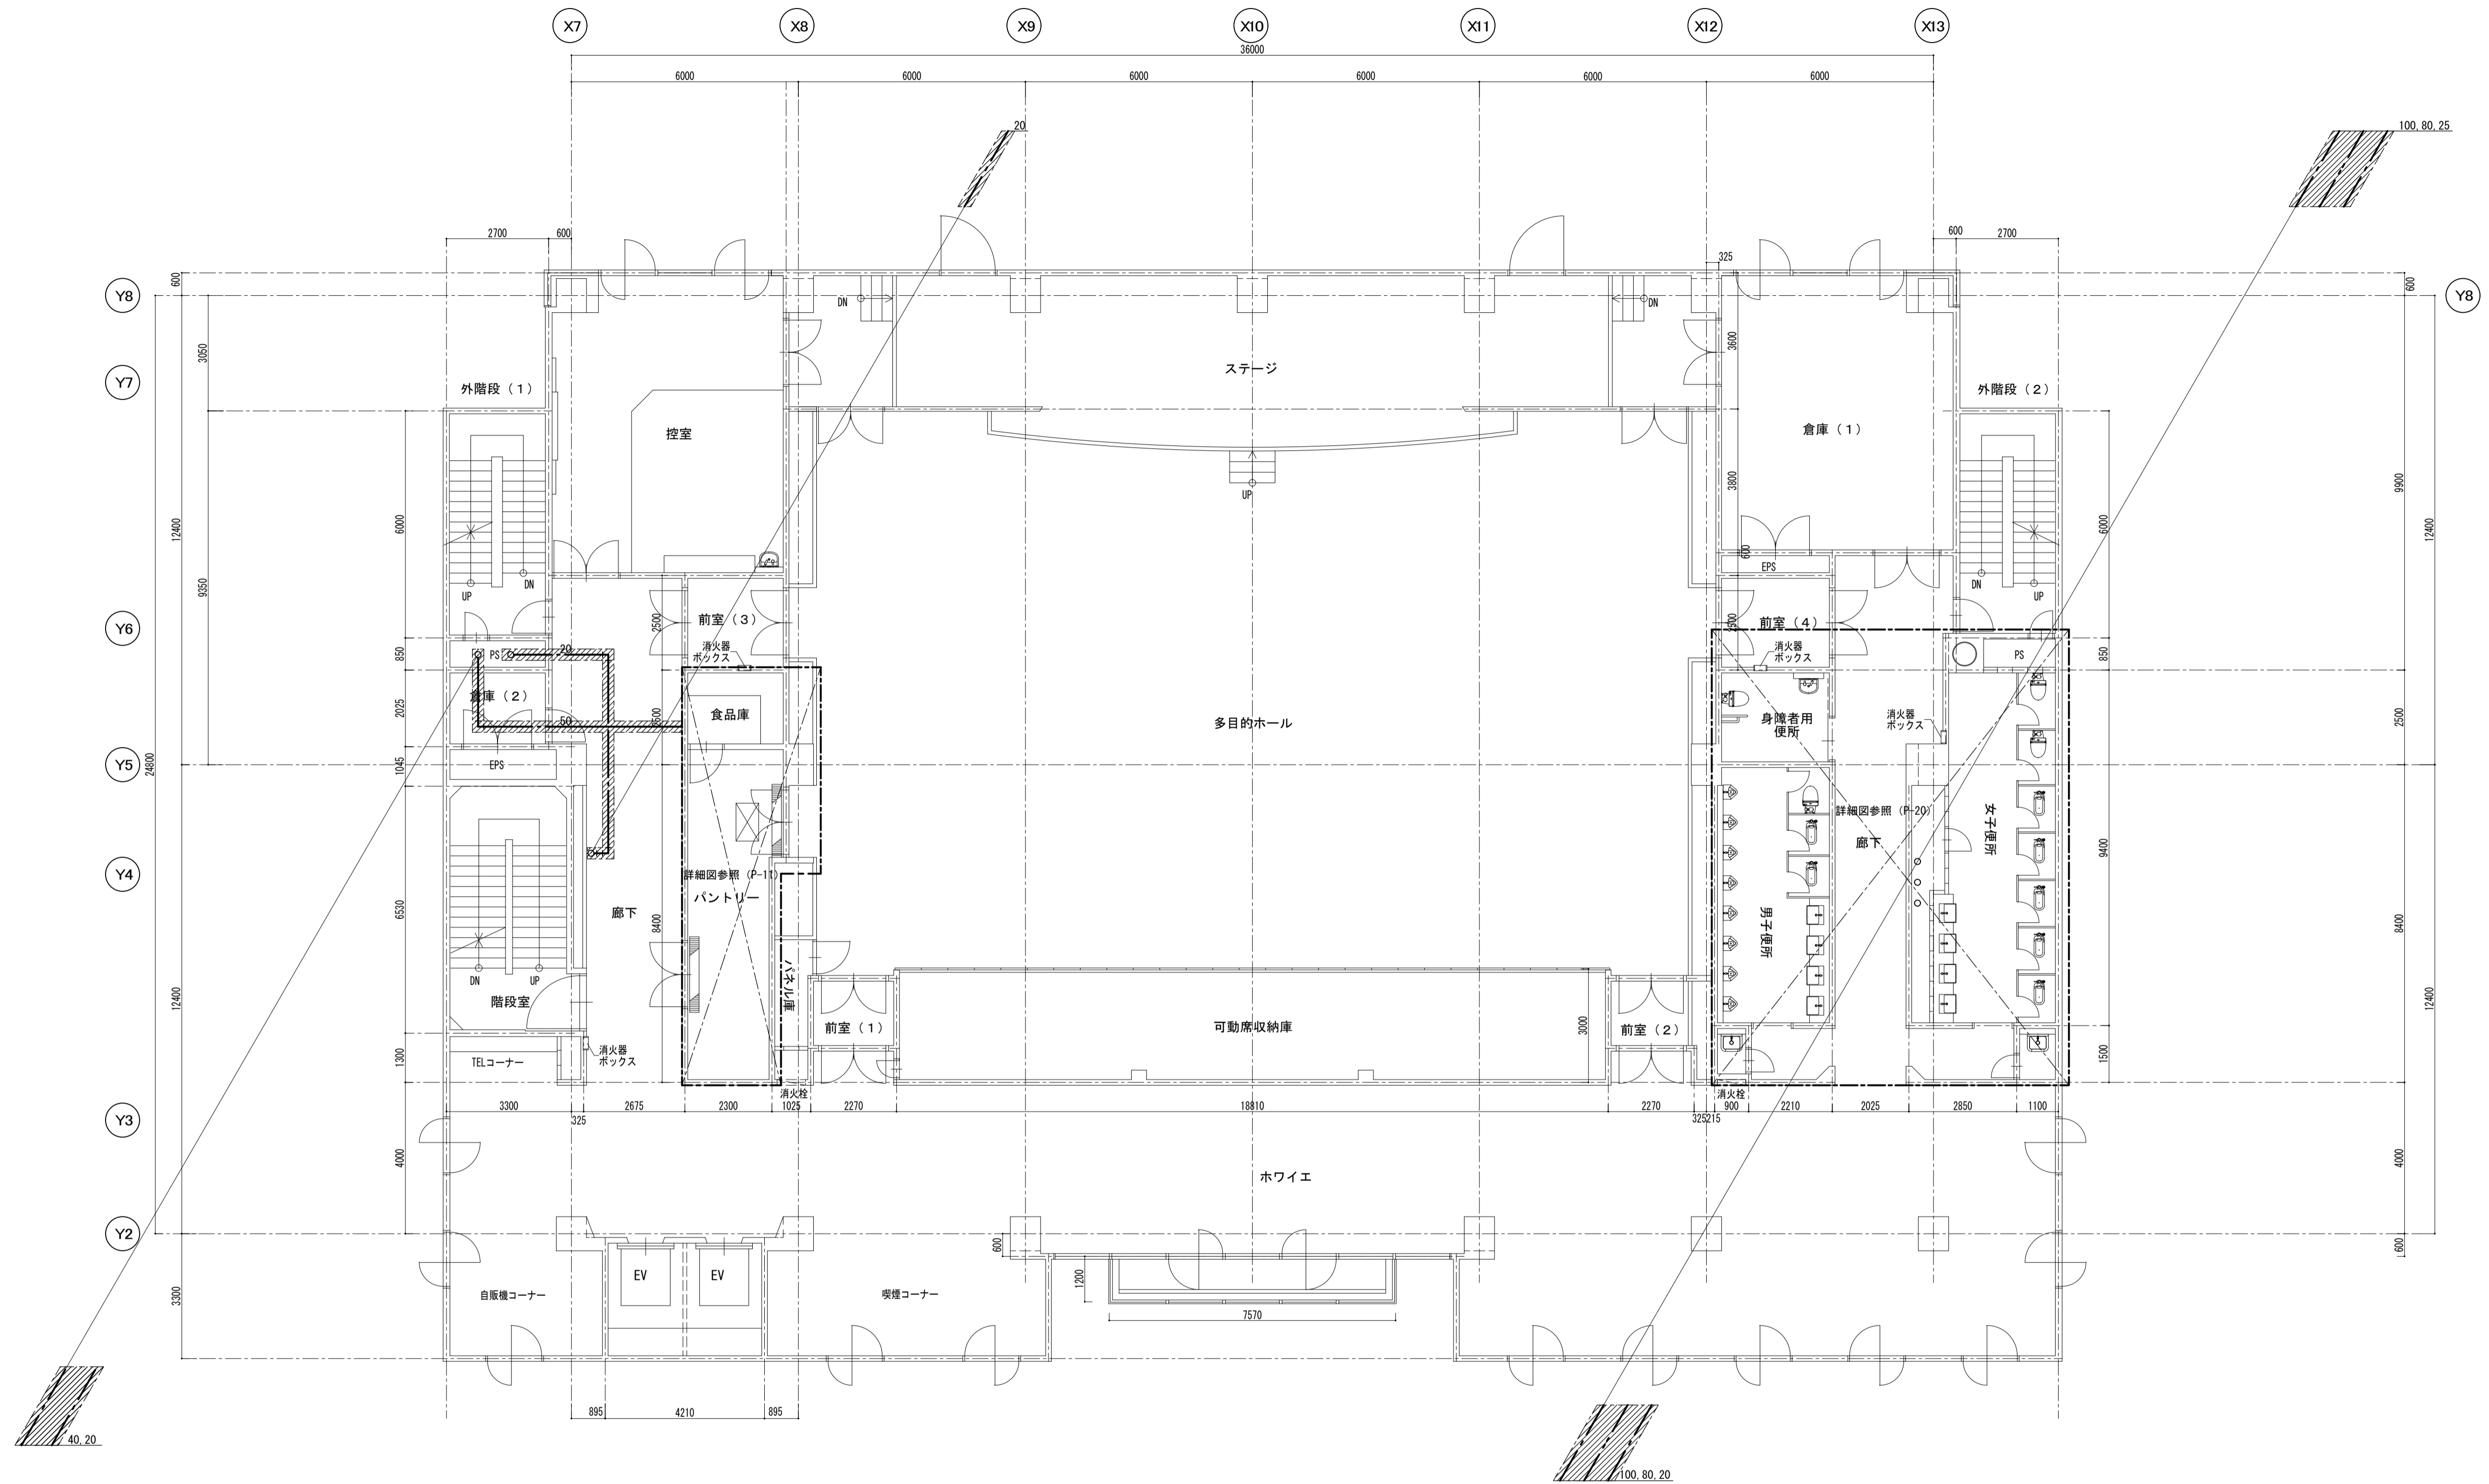 X7
X8
X9
X10
X11
X12
X13
36000
6000
6000
6000
6000
6000
6000
20
100,80,25
2700
600
600
2700
325
Y8
Y8
600
600
DN
DN
3050
3600
Y7
ステージ
外階段（1）
外階段（2）
控室
倉庫（1）
3800
9900
UP
12400
6000
6000
12400
600
EPS
9350
DN
UP
DN
UP
Y6
2500
前室（3）
前室（4）
2500
消火器
ボックス
消火器
ボックス
850
PS
20
PS
850
倉庫（2）
2025
50
2500
食品庫
多目的ホール
身障者用
便所
消火器
ボックス
2500
Y5
24800
1045
EPS
詳細図参照（P-20）
廊下
女子便所
9400
Y4
詳細図参照（P-11）
パントリー
6530
廊下
8400
男子便所
8400
DN
UP
階段室
パネル庫
12400
12400
前室（1）
可動席収納庫
3000
前室（2）
1300
TELコーナー
消火器
ボックス
1500
消火栓
消火栓
3300
325
2675
2300
1025
2270
18810
2270
325
215
900
2210
2025
2850
1100
Y3
4000
4000
ホワイエ
Y2
600
600
EV
EV
1200
3300
自販機コーナー
喫煙コーナー
7570
895
4210
895
40,20
100,80,20